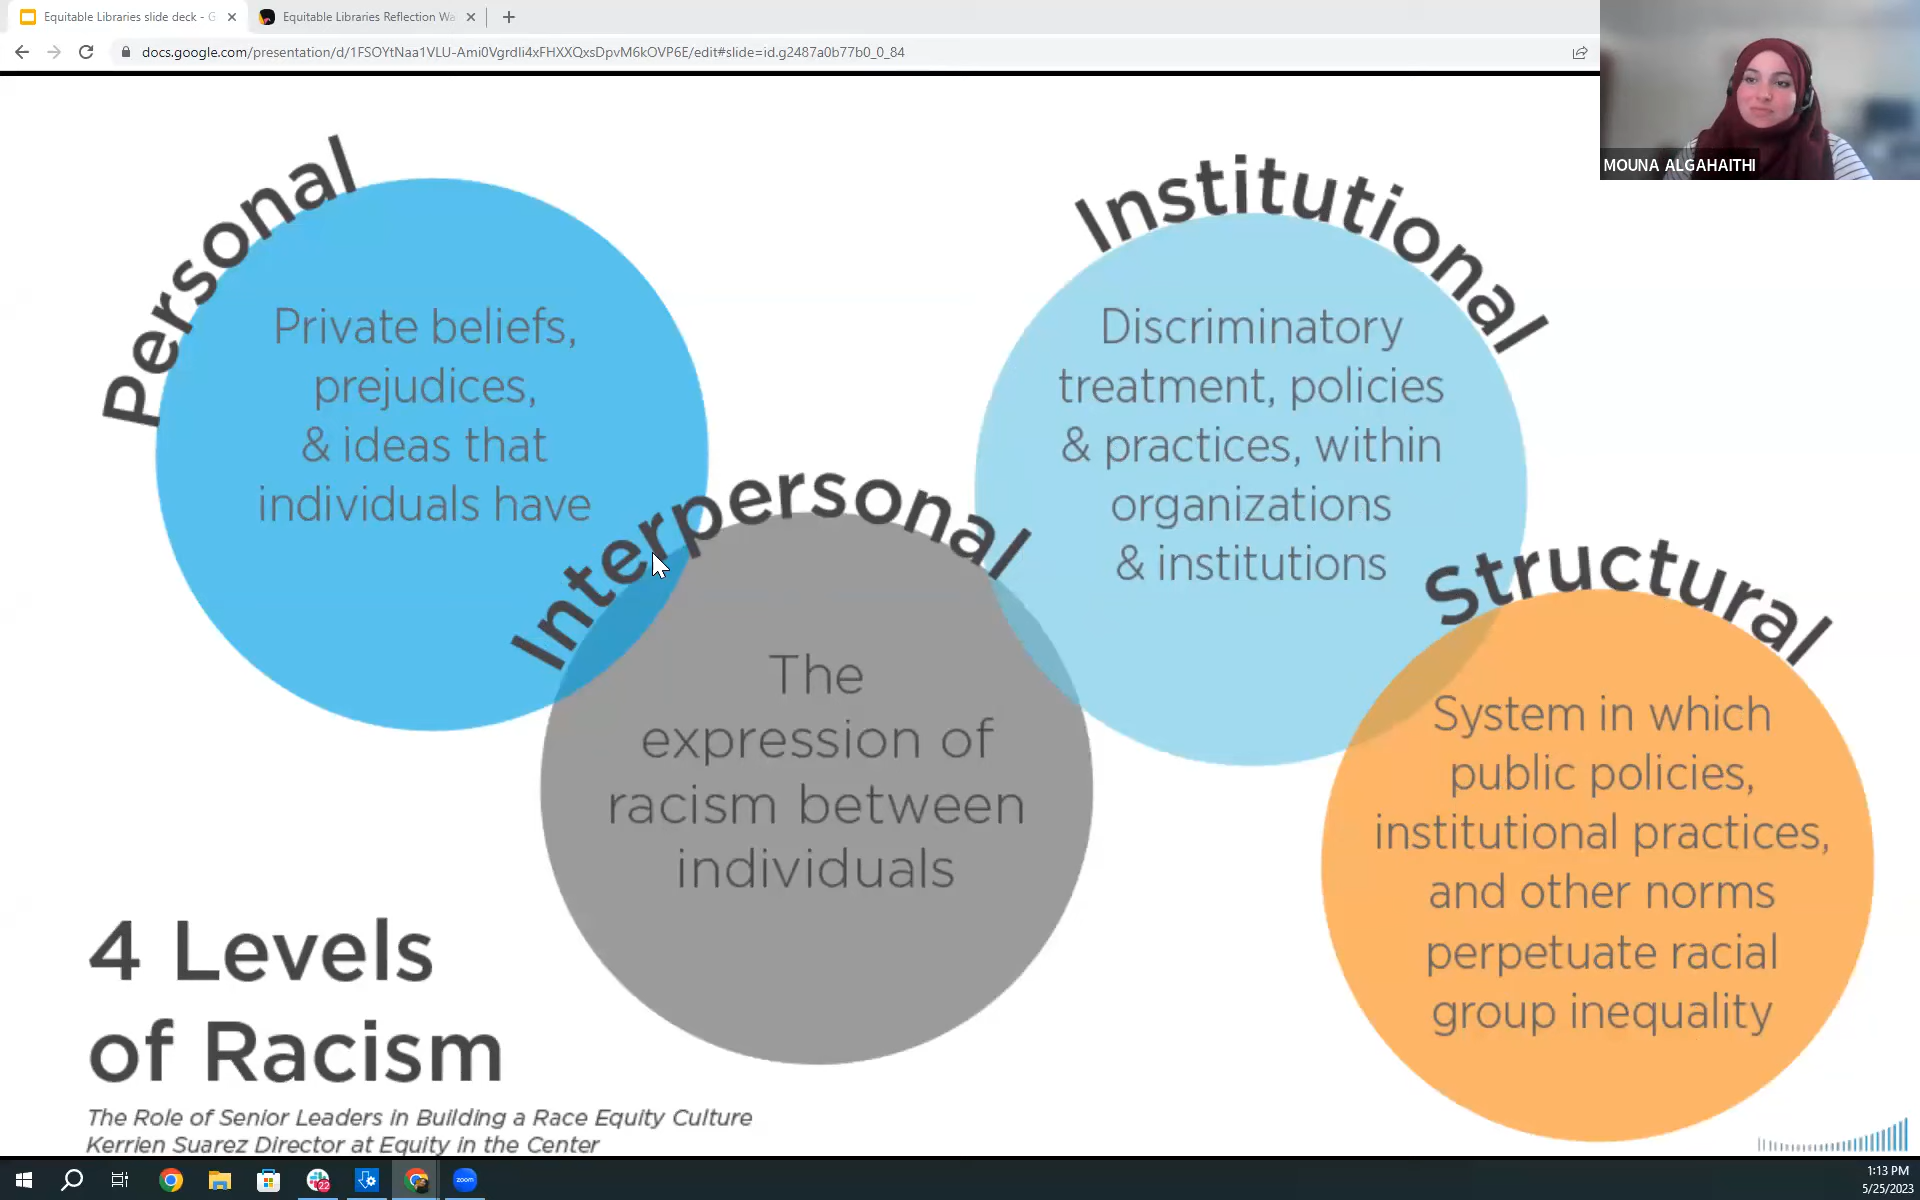 Equitable Libraries slide deck - G
Equitable Libraries Reflection Wa
docs.google.com/presentation/d/1FSOYtNaa1VLU-Ami0Vgrdli4xFHXXQxsDpvM6kOVP6E/edit#slide=id.g2487a0b77b0_0_84
MOUNA ALGAHAITHI
Personal
Private beliefs,
prejudices,
& ideas that
individuals have
Interpersonal
The
expression of
racism between
individuals
Institutional
Discriminatory
treatment, policies
& practices, within
organizations
& institutions
Structural
System in which
public policies,
institutional practices,
and other norms
perpetuate racial
group inequality
4 Levels
of Racism
The Role of Senior Leaders in Building a Race Equity Culture
Kerrien Suarez Director at Equity in the Center
22
zoom
1:13 PM
5/25/2023